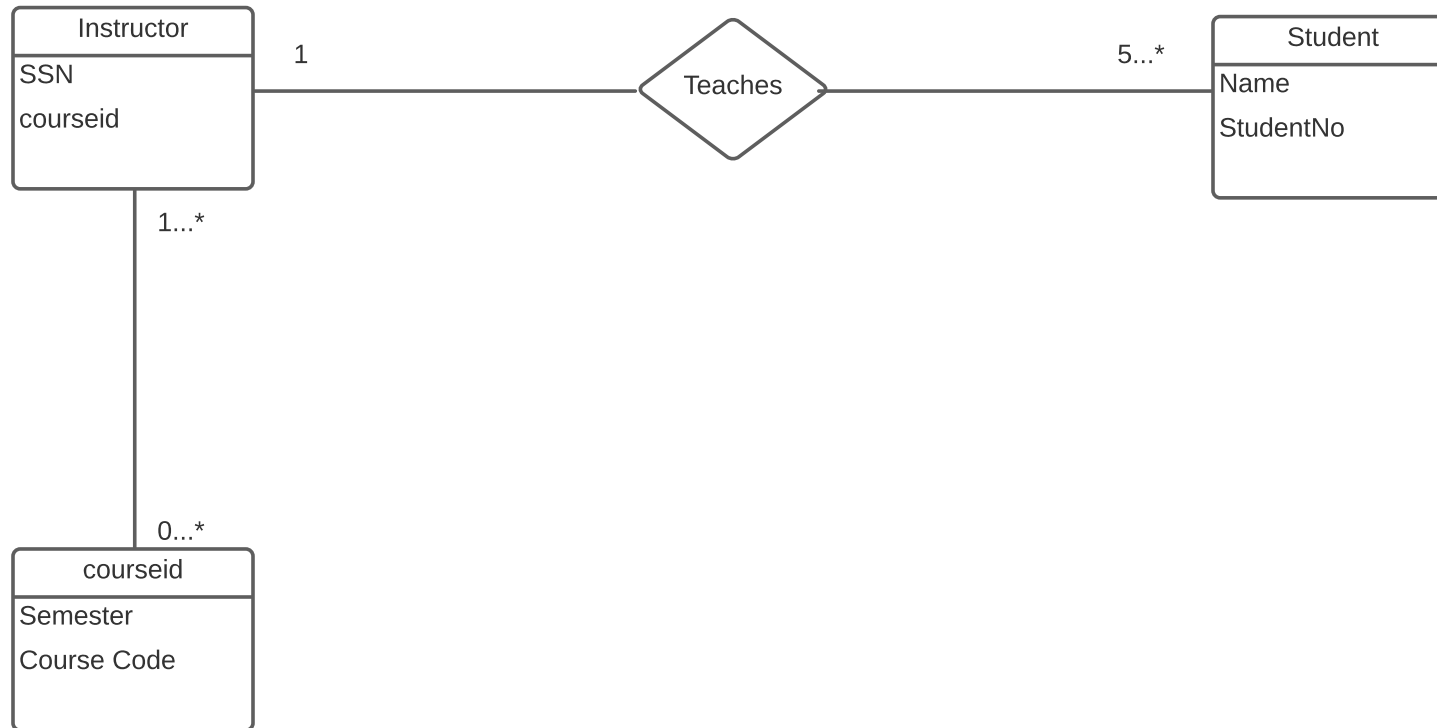 Instructor
SSN
courseid
1
Teaches
5...*
Student
Name
StudentNo
1...*
0...*
courseid
Semester
Course Code